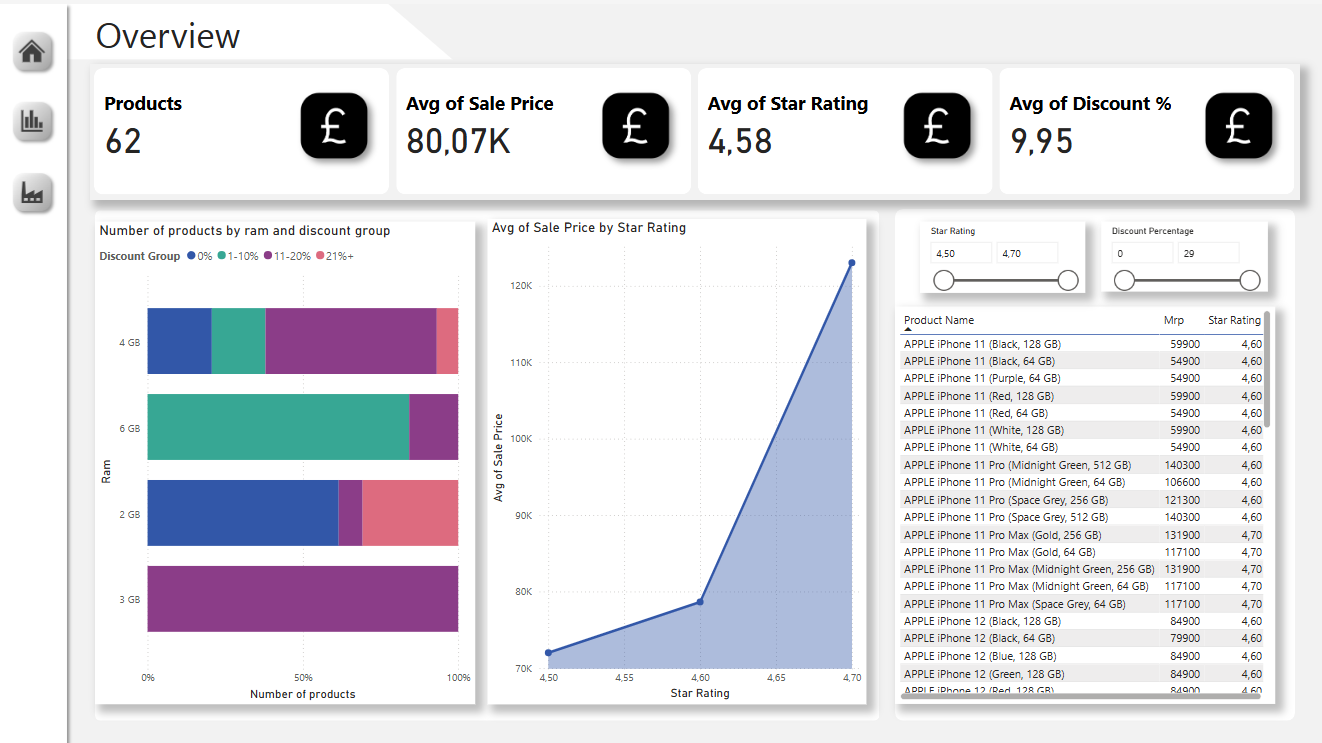 Overview
Products
62
£
Avg of Sale Price
80,07K
£
Avg of Star Rating
4,58
£
Avg of Discount %
9,95
£
Number of products by ram and discount group
Discount Group 0% 1-10% 11-20% 21%+
Ram
4 GB
6 GB
2 GB
3 GB
0% 50% 100%
Number of products
Avg of Sale Price by Star Rating
Avg of Sale Price
120K
110K
100K
90K
80K
70K
4,50 4,55 4,60 4,65 4,70
Star Rating
Star Rating
4,50 4,70
Discount Percentage
0 29
Product Name Mrp Star Rating
APPLE iPhone 11 (Black, 128 GB) 59900 4,60
APPLE iPhone 11 (Black, 64 GB) 54900 4,60
APPLE iPhone 11 (Purple, 64 GB) 54900 4,60
APPLE iPhone 11 (Red, 128 GB) 59900 4,60
APPLE iPhone 11 (Red, 64 GB) 54900 4,60
APPLE iPhone 11 (White, 128 GB) 59900 4,60
APPLE iPhone 11 (White, 64 GB) 54900 4,60
APPLE iPhone 11 Pro (Midnight Green, 512 GB) 140300 4,60
APPLE iPhone 11 Pro (Midnight Green, 64 GB) 106600 4,60
APPLE iPhone 11 Pro (Space Grey, 256 GB) 121300 4,60
APPLE iPhone 11 Pro (Space Grey, 512 GB) 140300 4,60
APPLE iPhone 11 Pro Max (Gold, 256 GB) 131900 4,70
APPLE iPhone 11 Pro Max (Gold, 64 GB) 117100 4,70
APPLE iPhone 11 Pro Max (Midnight Green, 256 GB) 131900 4,70
APPLE iPhone 11 Pro Max (Midnight Green, 64 GB) 117100 4,70
APPLE iPhone 11 Pro Max (Space Grey, 64 GB) 117100 4,70
APPLE iPhone 12 (Black, 128 GB) 84900 4,60
APPLE iPhone 12 (Black, 64 GB) 79900 4,60
APPLE iPhone 12 (Blue, 128 GB) 84900 4,60
APPLE iPhone 12 (Green, 128 GB) 84900 4,60
APPLE iPhone 12 (Red, 128 GB) 84900 4,60